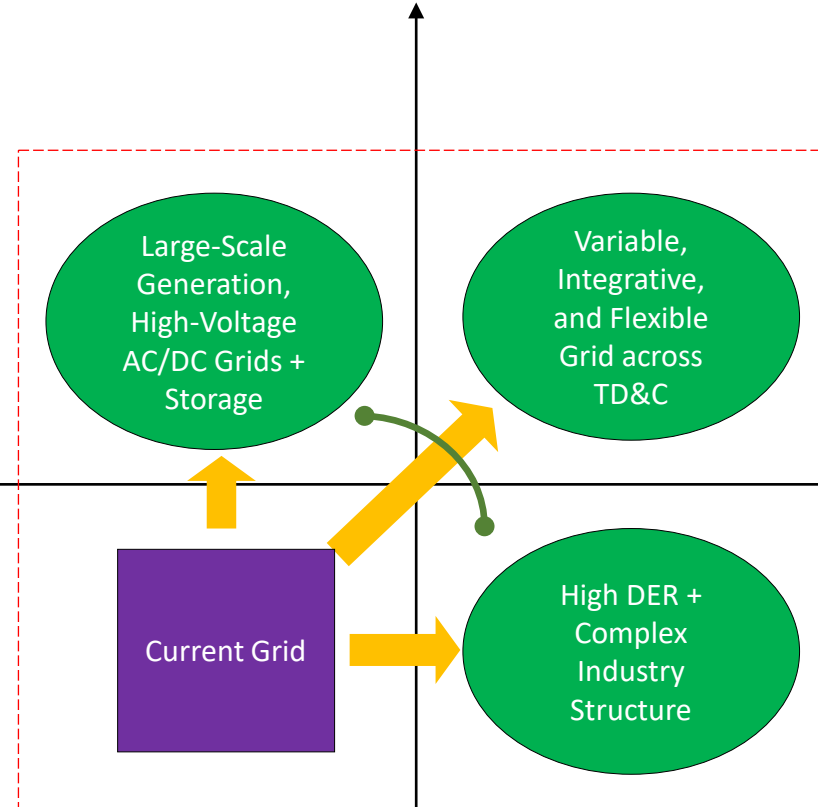 Large-Scale
Generation,
High-Voltage
AC/DC Grids +
Storage
Variable,
Integrative,
and Flexible
Grid across
TD&C
Current Grid
High DER +
Complex
Industry
Structure